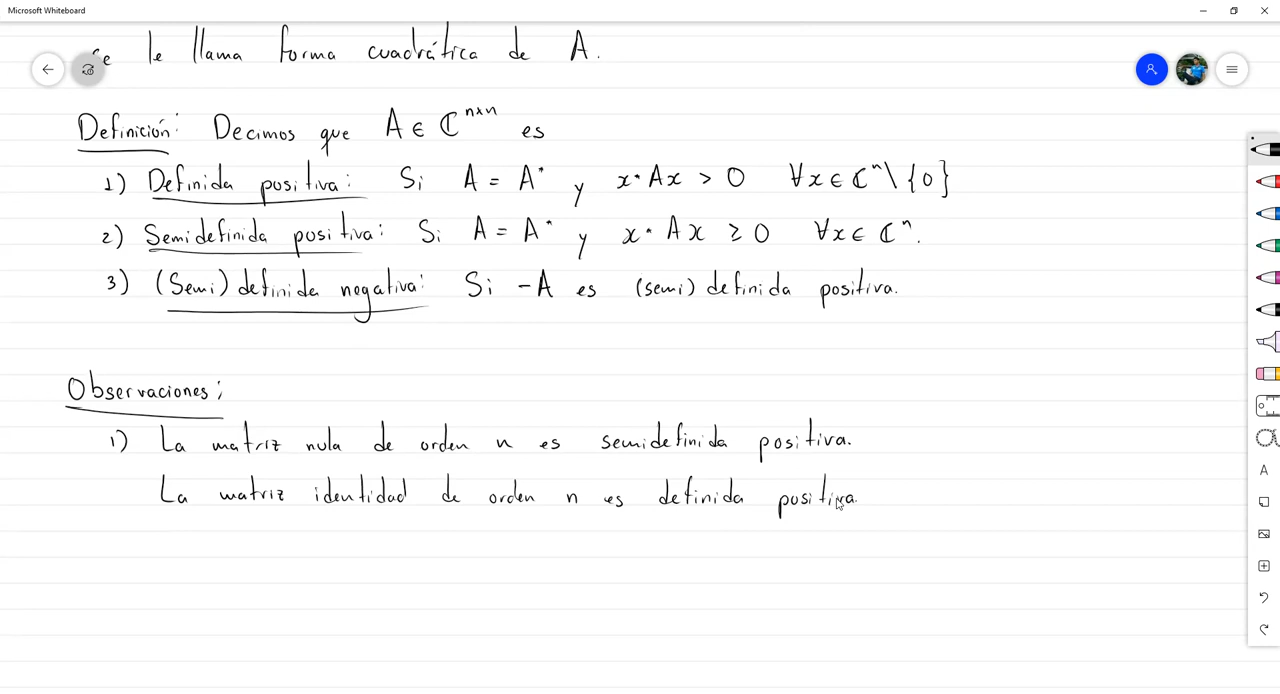 Microsoft Whiteboard
se le llama forma cuadrática de A.
Definición: Decimos que A ∈ ℂⁿˣⁿ es
1) Definida positiva: Si A = A* y x* Ax > 0 ∀x ∈ ℂⁿ \ {0}
2) Semidefinida positiva: Si A = A* y x* Ax ≥ 0 ∀x ∈ ℂⁿ.
3) (Semi) definida negativa: Si -A es (semi) definida positiva.
Observaciones:
1) La matriz nula de orden n es semidefinida positiva.
La matriz identidad de orden n es definida positiva.